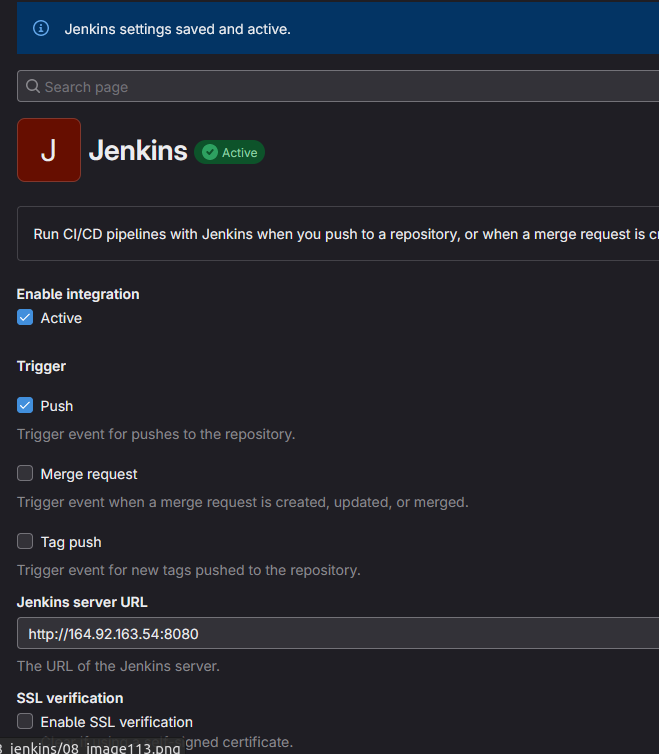 Jenkins settings saved and active.
Search page
J
Jenkins
Active
Run CI/CD pipelines with Jenkins when you push to a repository, or when a merge request is
Enable integration
Active
Trigger
Push
Trigger event for pushes to the repository.
Merge request
Trigger event when a merge request is created, updated, or merged.
Tag push
Trigger event for new tags pushed to the repository.
Jenkins server URL
http://164.92.163.54:8080
The URL of the Jenkins server.
SSL verification
Enable SSL verification
signed certificate.
_jenkins/08_image113.png